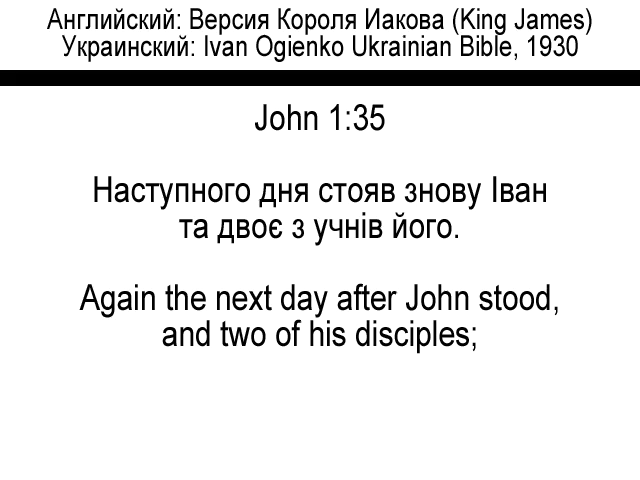 Английский: Версия Короля Иакова (King James)
Украинский: Ivan Ogienko Ukrainian Bible, 1930
John 1:35
Наступного дня стояв знову Іван
та двоє з учнів його.
Again the next day after John stood,
and two of his disciples;